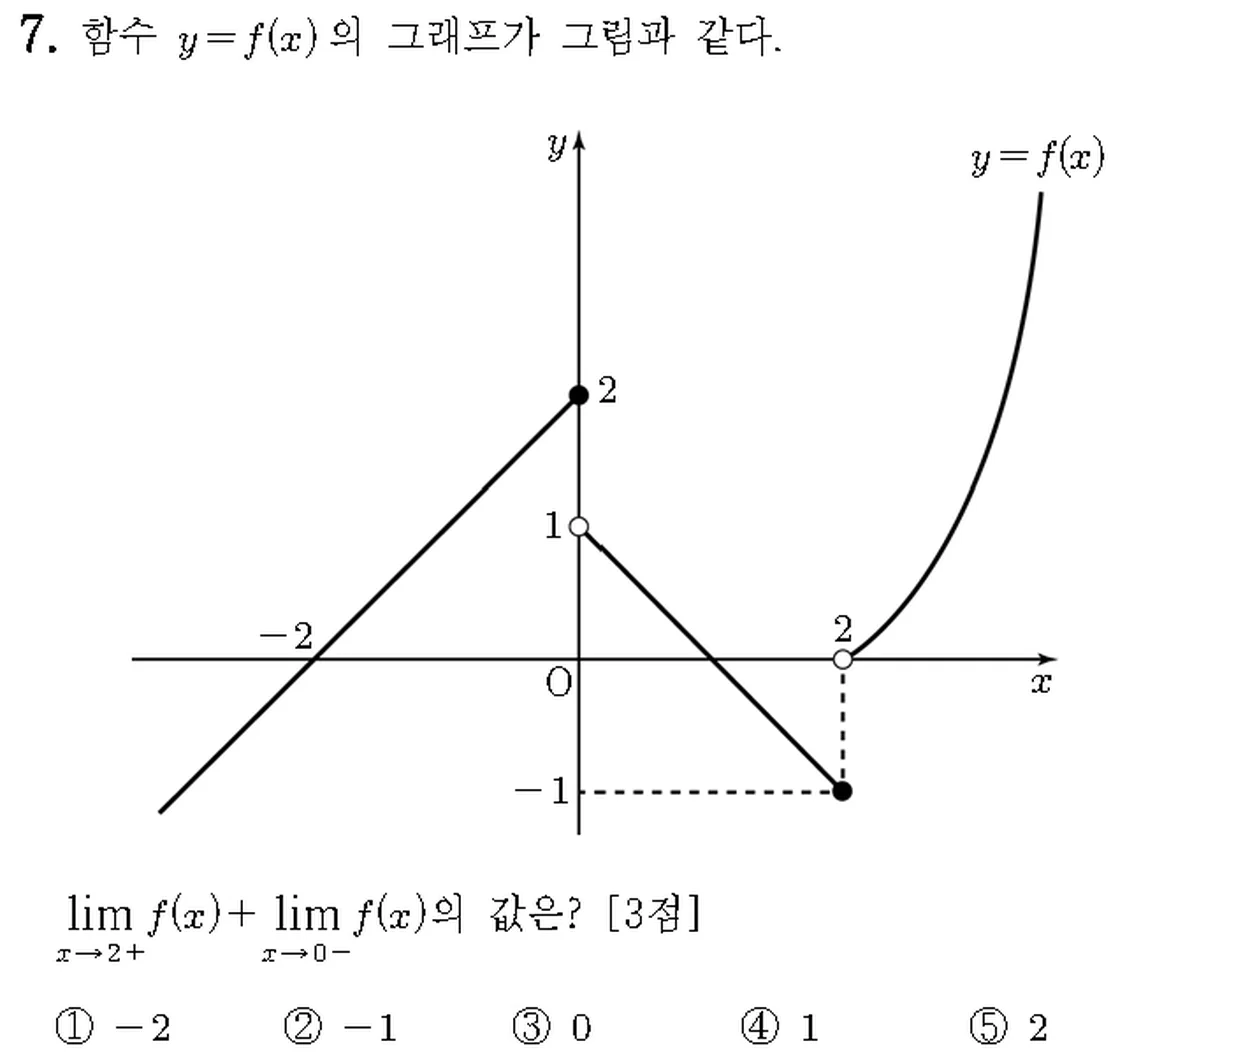 7. 함수 y=f(x)의 그래프가 그림과 같다.
y
y=f(x)
2
1
-2
2
O
x
-1
lim f(x)+ lim f(x)의 값은? [3점]
x→2+ x→0-
① -2 ② -1 ③ 0 ④ 1 ⑤ 2